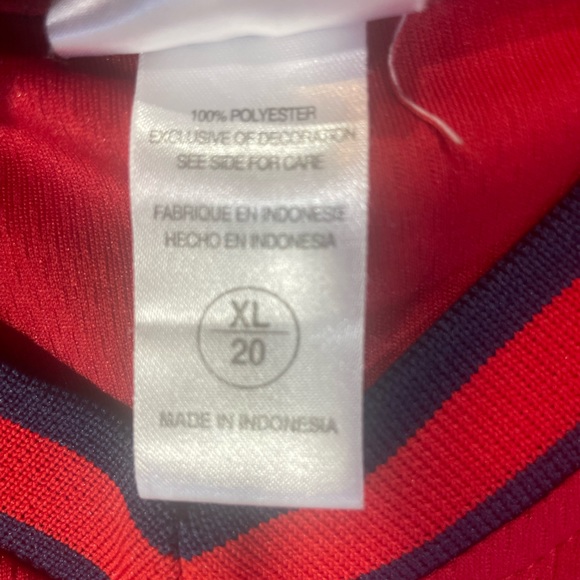 100% POLYESTER
EXCLUSIVE OF DECORATION
SEE SIDE FOR CARE
FABRIQUE EN INDONESIE
HECHO EN INDONESIA
XL
20
MADE IN INDONESIA